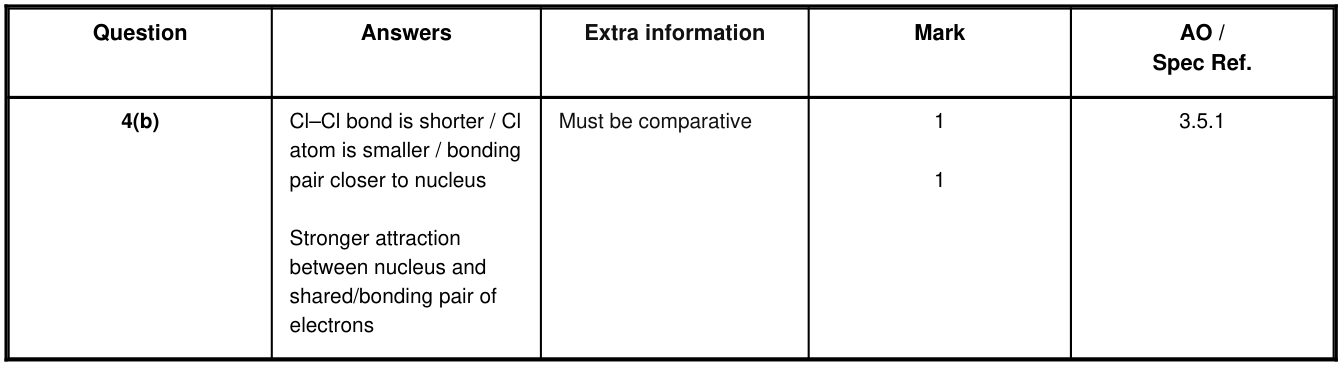 Question Answers Extra information Mark AO /
Spec Ref.
4(b) Cl–Cl bond is shorter / Cl Must be comparative 1 3.5.1
atom is smaller / bonding
pair closer to nucleus 1
Stronger attraction
between nucleus and
shared/bonding pair of
electrons